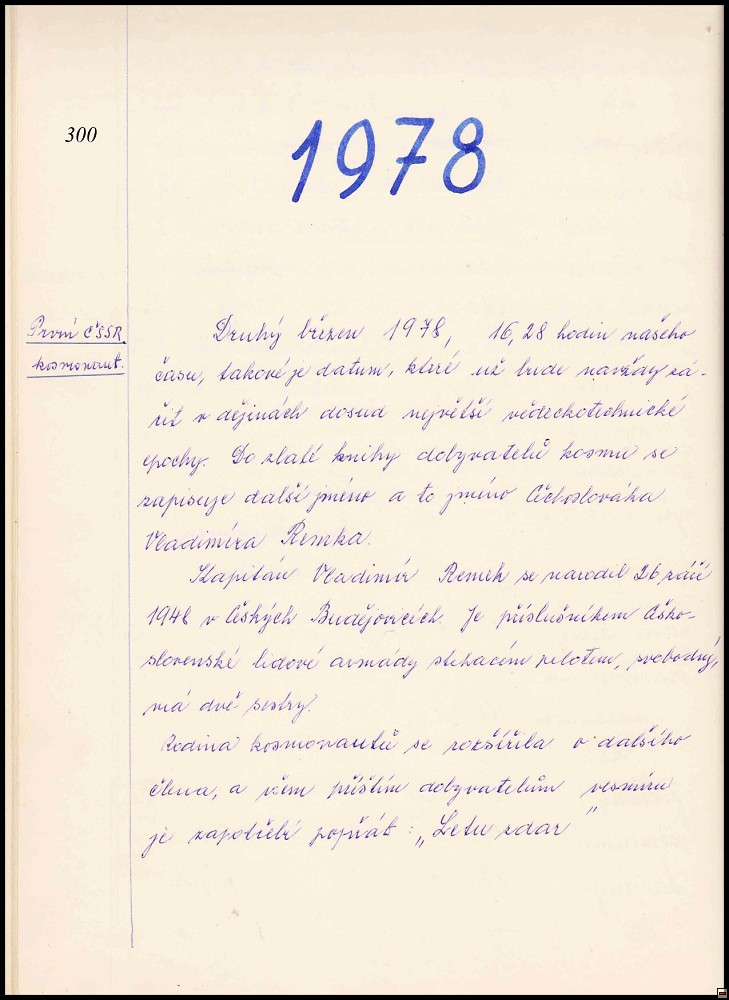 300
1978
První ČSSR
kosmonaut.
Druhý březen 1978, 16,28 hodin našeho
času, takové je datum, které už bude navždy zá-
řit v dějinách dosud největší vědeckotechnické
epochy. Do zlaté knihy dobyvatelů kosmu se
zapisuje další jméno a to jméno Čechoslováka
Vladimíra Remka.
Kapitán Vladimír Remek se narodil 26 září
1948 v Českých Budějovicích. Je příslušníkem Česko-
slovenské lidové armády stíhacím pilotem, svobodný,
má dvě sestry.
Rodina kosmonautů se rozšířila o dalšího
člena, a všem příštím dobyvatelům vesmíru
je zapotřebí popřát: „Letu zdar"